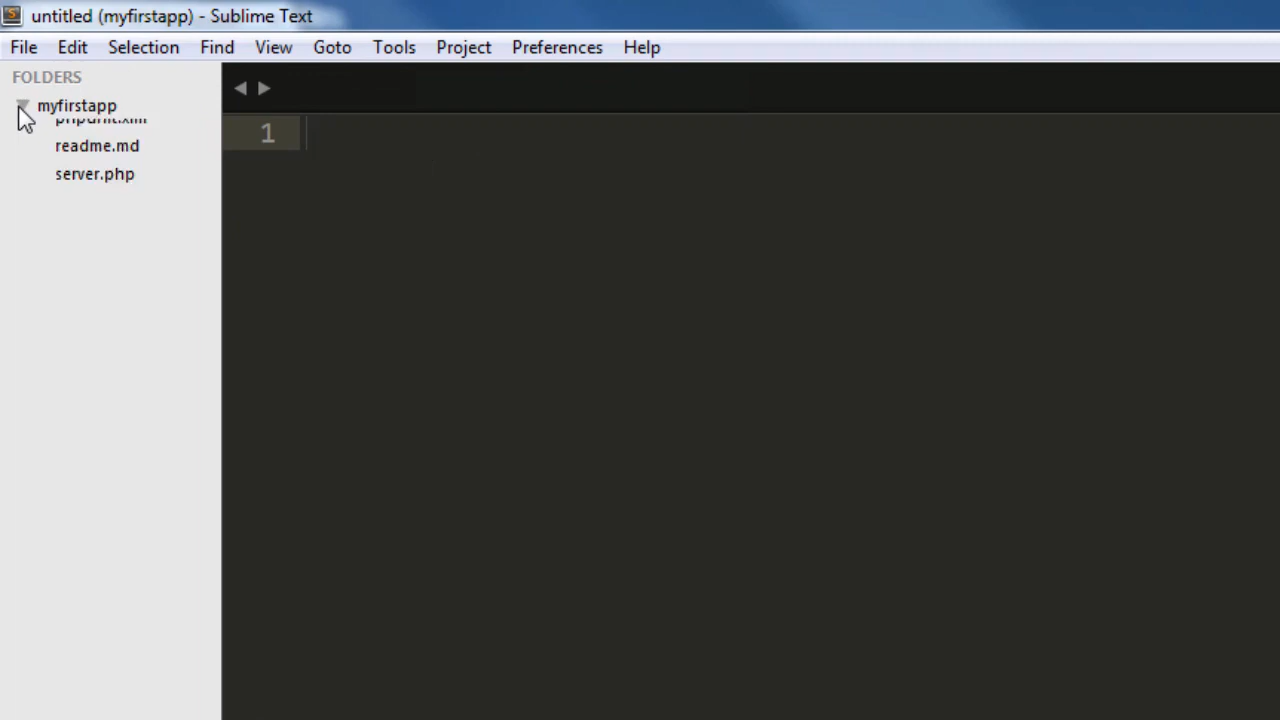 untitled (myfirstapp) - Sublime Text
File Edit Selection Find View Goto Tools Project Preferences Help
FOLDERS
myfirstapp
readme.md
server.php
1